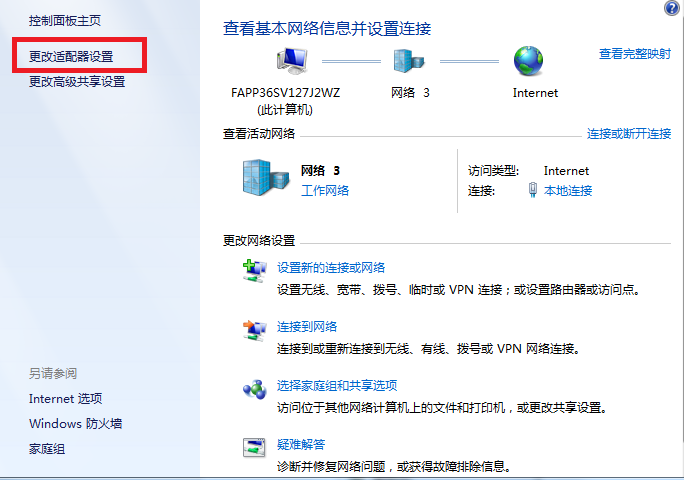 控制面板主页
更改适配器设置
更改高级共享设置
另请参阅
Internet 选项
Windows 防火墙
家庭组
查看基本网络信息并设置连接
查看完整映射
FAPP36SV127J2WZ
(此计算机)
网络 3
Internet
查看活动网络
连接或断开连接
网络 3
工作网络
访问类型: Internet
连接: 本地连接
更改网络设置
设置新的连接或网络
设置无线、宽带、拨号、临时或 VPN 连接；或设置路由器或访问点。
连接到网络
连接到或重新连接到无线、有线、拨号或 VPN 网络连接。
选择家庭组和共享选项
访问位于其他网络计算机上的文件和打印机，或更改共享设置。
疑难解答
诊断并修复网络问题，或获得故障排除信息。